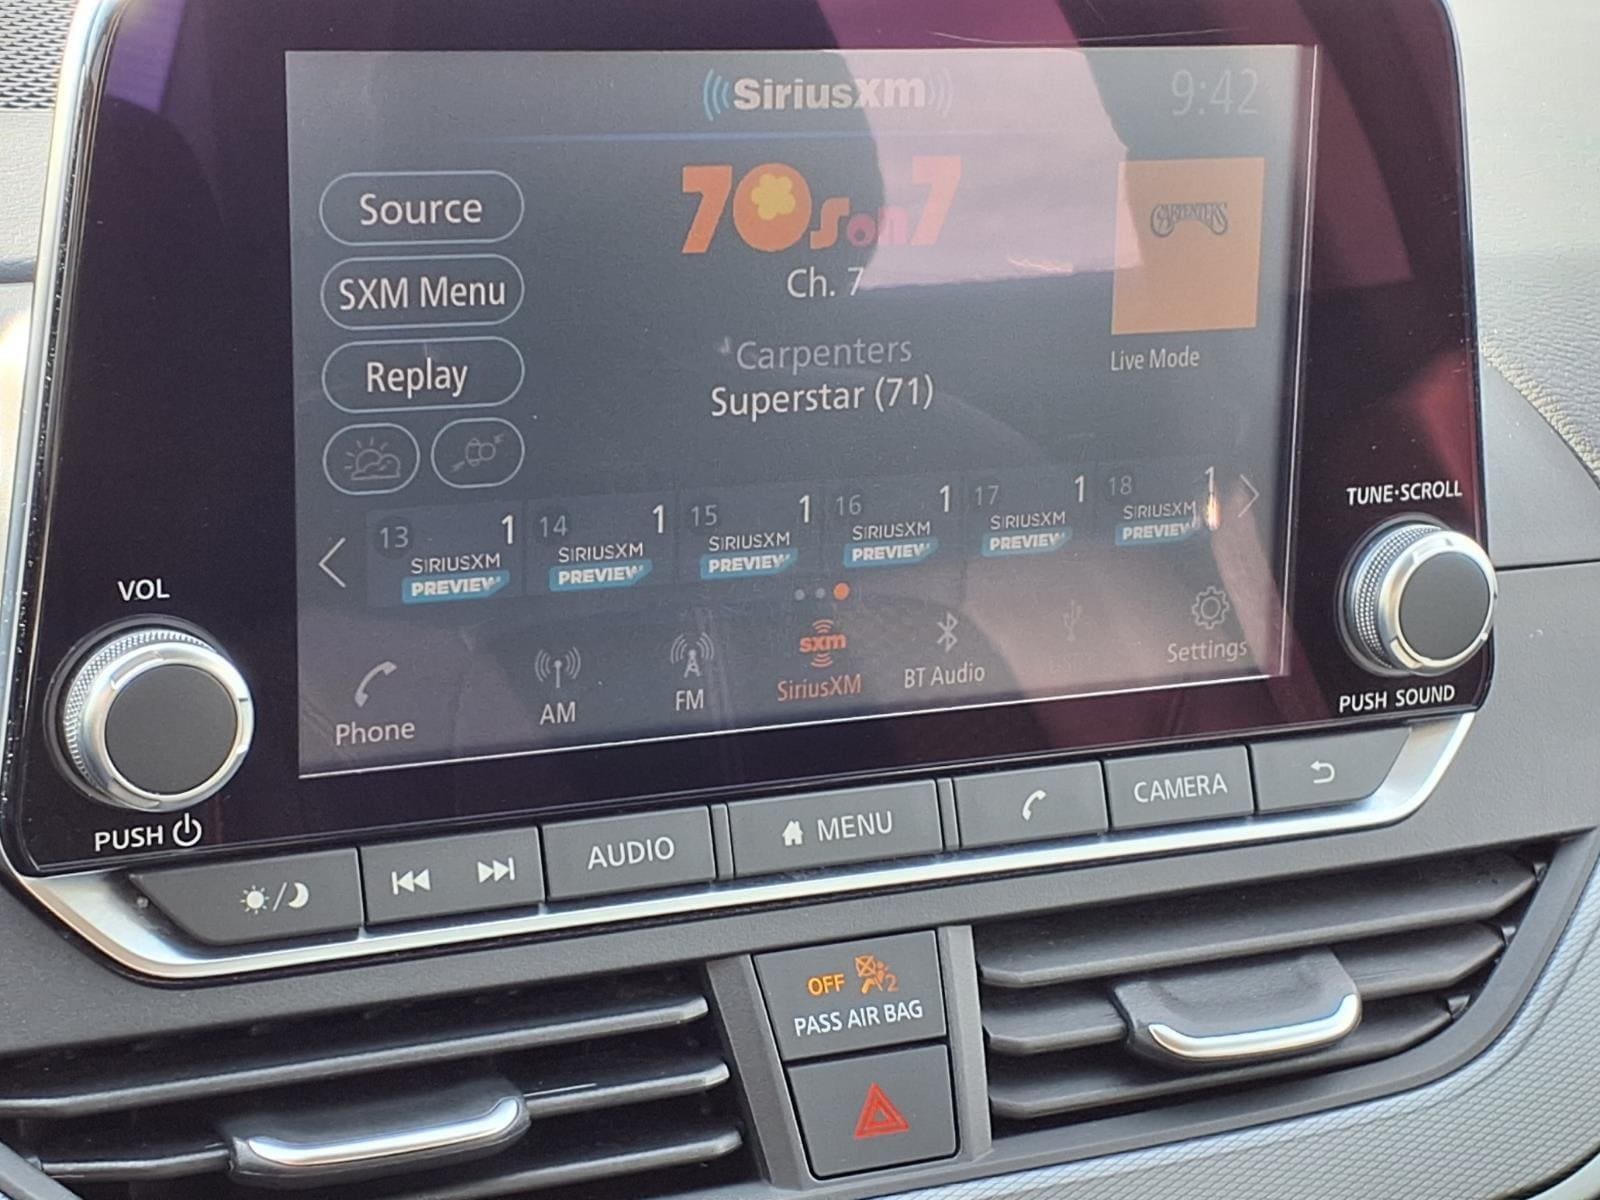 SiriusXm
9:42
Source
70s on 7
CARPENTERS
SXM Menu
Ch. 7
Replay
Carpenters
Live Mode
Superstar (71)
13 1 14 1 15 1 16 1 17 1 18 1
SIRIUSXM SIRIUSXM SIRIUSXM SIRIUSXM SIRIUSXM SIRIUSXM
PREVIEW PREVIEW PREVIEW PREVIEW PREVIEW PREVIEW
sxm
Phone AM FM SiriusXM BT Audio Settings
VOL
PUSH
TUNE·SCROLL
PUSH SOUND
AUDIO
MENU
CAMERA
OFF 2
PASS AIR BAG